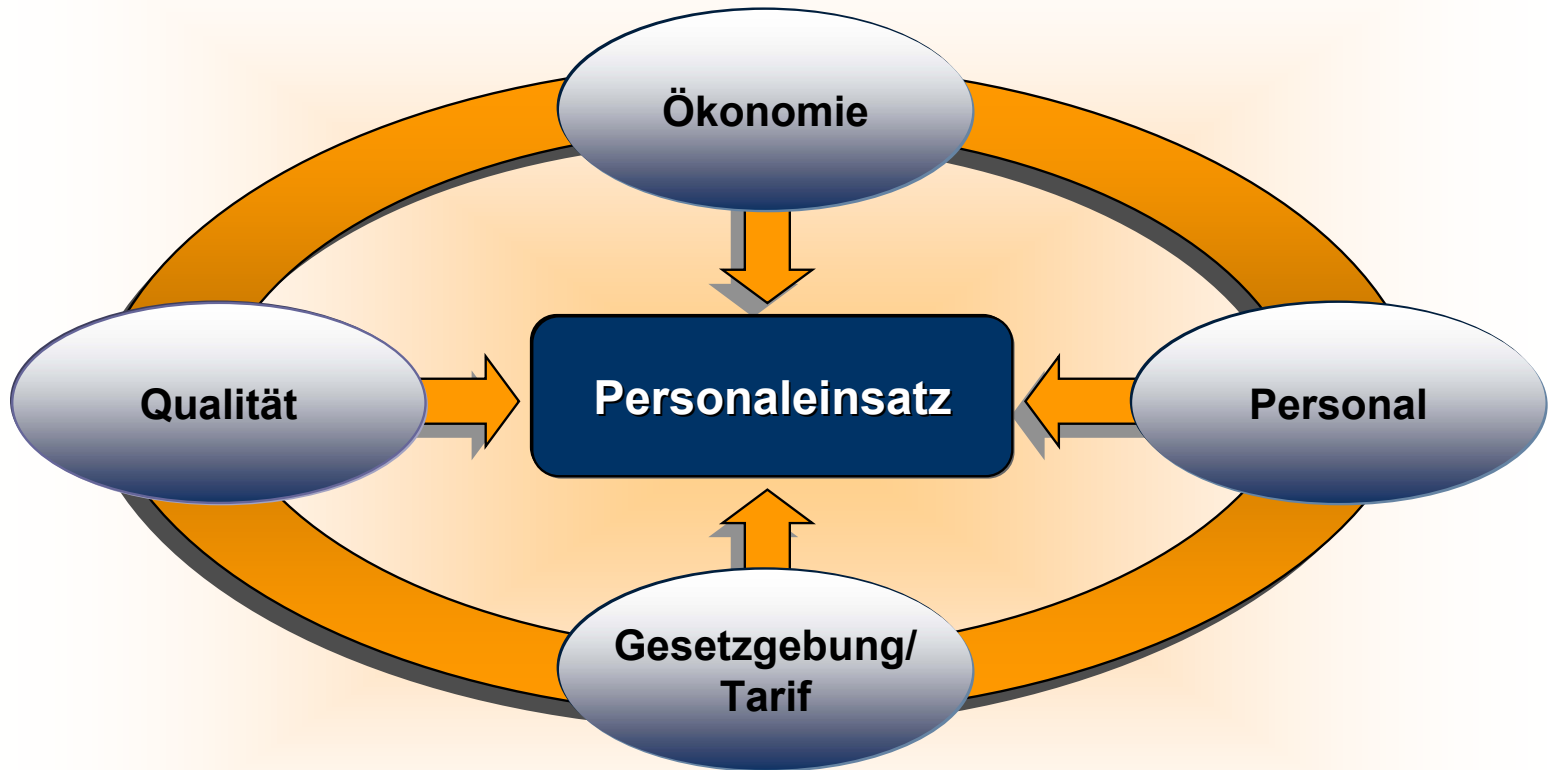 Ökonomie
Qualität
Personaleinsatz
Personal
Gesetzgebung/
Tarif